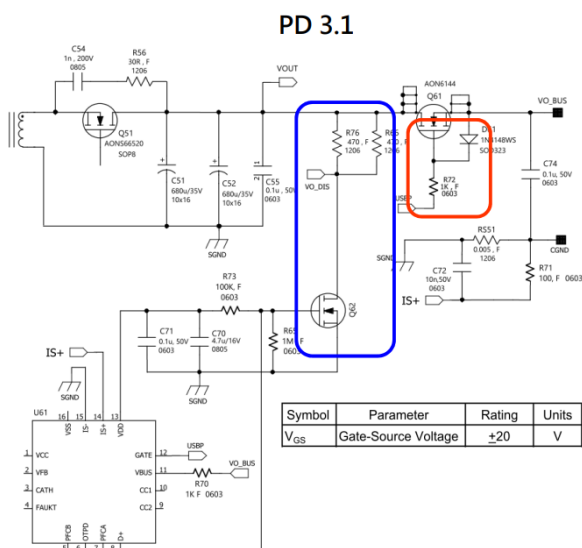 PD 3.1
C54
1n , 200V
0805
R56
30R , F
1206
VOUT
AON6144
Q61
VO_BUS
Q51
AONS66520
SOP8
R76
470 , F
1206
470 , F
1206
1N4148WS
SOD323
R72
1K , F
0603
C51
680u/35V
10x16
C52
680u/35V
10x16
C55
0.1u , 50V
0603
1
2
VO_DIS
C74
0.1u , 50V
0603
SGND
RS51
0.005 , F
1206
CGND
SGND
C72
10n,50V
0603
R71
100, F 0603
IS+
R73
100K, F
0603
Q62
C71
0.1u , 50V
0603
C70
4.7u/16V
0805
IS+
SGND
SGND
U61
16
15
14
13
VSS
IS-
IS+
VDD
1
VCC
2
VFB
3
CATH
4
FAUKT
GATE
12
USBP
VBUS
11
VO_BUS
CC1
10
CC2
9
R70
1K F 0603
PFCB
OTPD
PFCA
D+
Symbol Parameter Rating Units
VGS Gate-Source Voltage ±20 V